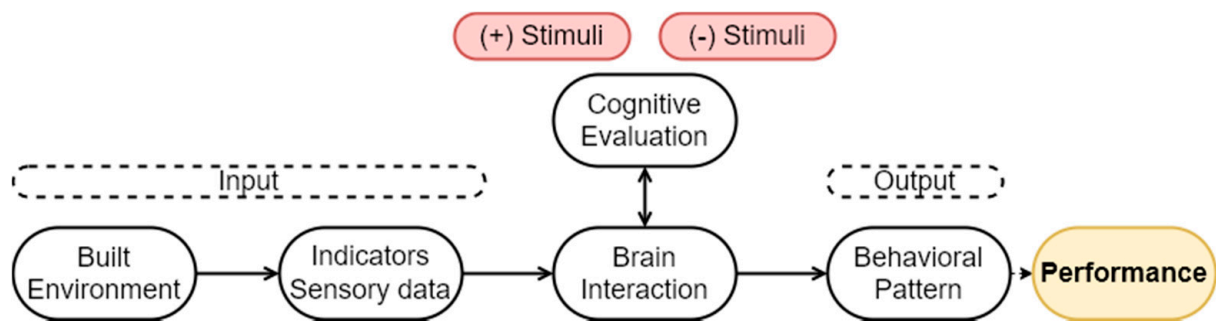 (+) Stimuli
(-) Stimuli
Cognitive
Evaluation
Input
Output
Built
Environment
Indicators
Sensory data
Brain
Interaction
Behavioral
Pattern
Performance